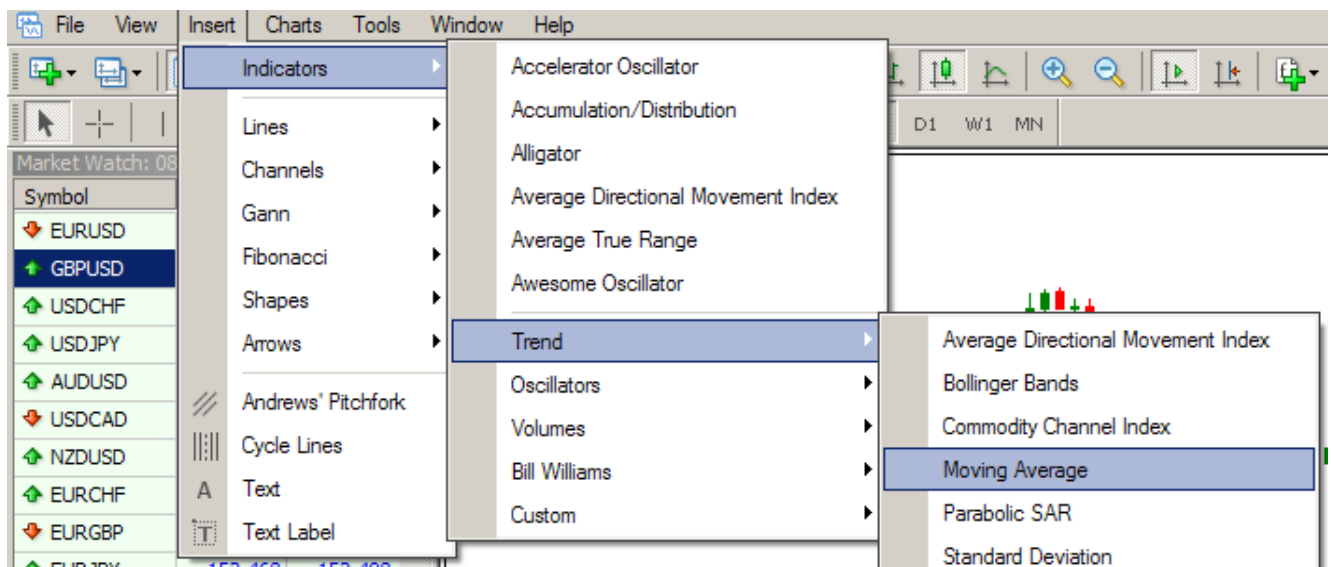 File View Insert Charts Tools Window Help
Indicators
Lines
Channels
Gann
Fibonacci
Shapes
Arrows
Andrews' Pitchfork
Cycle Lines
A Text
T Text Label
Accelerator Oscillator
Accumulation/Distribution
Alligator
Average Directional Movement Index
Average True Range
Awesome Oscillator
Trend
Oscillators
Volumes
Bill Williams
Custom
Average Directional Movement Index
Bollinger Bands
Commodity Channel Index
Moving Average
Parabolic SAR
Standard Deviation
D1 W1 MN
Market Watch: 08
Symbol
EURUSD
GBPUSD
USDCHF
USDJPY
AUDUSD
USDCAD
NZDUSD
EURCHF
EURGBP